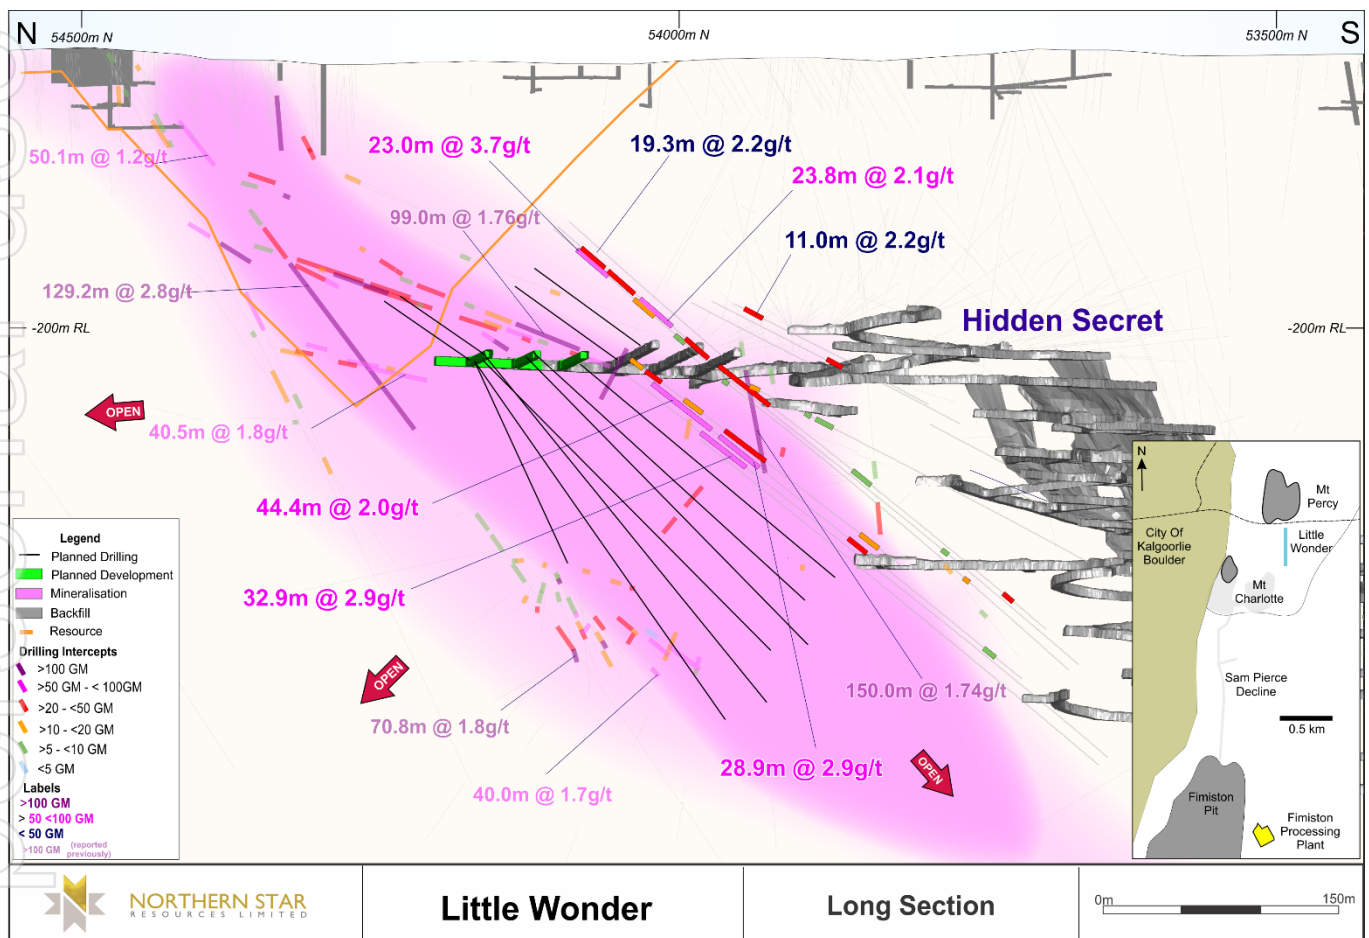 N
54500m N
54000m N
53500m N
S
50.1m @ 1.2g/t
23.0m @ 3.7g/t
19.3m @ 2.2g/t
23.8m @ 2.1g/t
99.0m @ 1.76g/t
11.0m @ 2.2g/t
129.2m @ 2.8g/t
-200m RL
Hidden Secret
-200m RL
OPEN
40.5m @ 1.8g/t
44.4m @ 2.0g/t
32.9m @ 2.9g/t
OPEN
70.8m @ 1.8g/t
40.0m @ 1.7g/t
150.0m @ 1.74g/t
28.9m @ 2.9g/t
OPEN
Legend
Planned Drilling
Planned Development
Mineralisation
Backfill
Resource
Drilling Intercepts
>100 GM
>50 GM - < 100GM
>20 - <50 GM
>10 - <20 GM
>5 - <10 GM
<5 GM
Labels
>100 GM
> 50 <100 GM
< 50 GM
>100 GM (reported
previously)
N
Mt
Percy
City Of
Kalgoorlie
Boulder
Little
Wonder
Mt
Charlotte
Sam Pierce
Decline
0.5 km
Fimiston
Pit
Fimiston
Processing
Plant
NORTHERN STAR
RESOURCES LIMITED
Little Wonder
Long Section
0m
150m